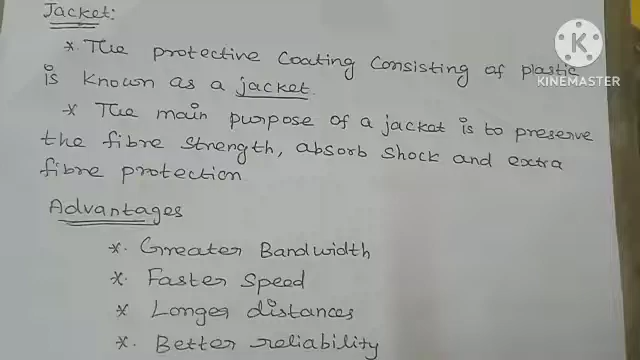 Jacket:
* The protective coating consisting of plastic
is known as a jacket.
* The main purpose of a jacket is to preserve
the fibre strength, absorb shock and extra
fibre protection
Advantages
*. Greater Bandwidth
* Faster Speed
* Longer distances
*. Better reliability
K
KINEMASTER